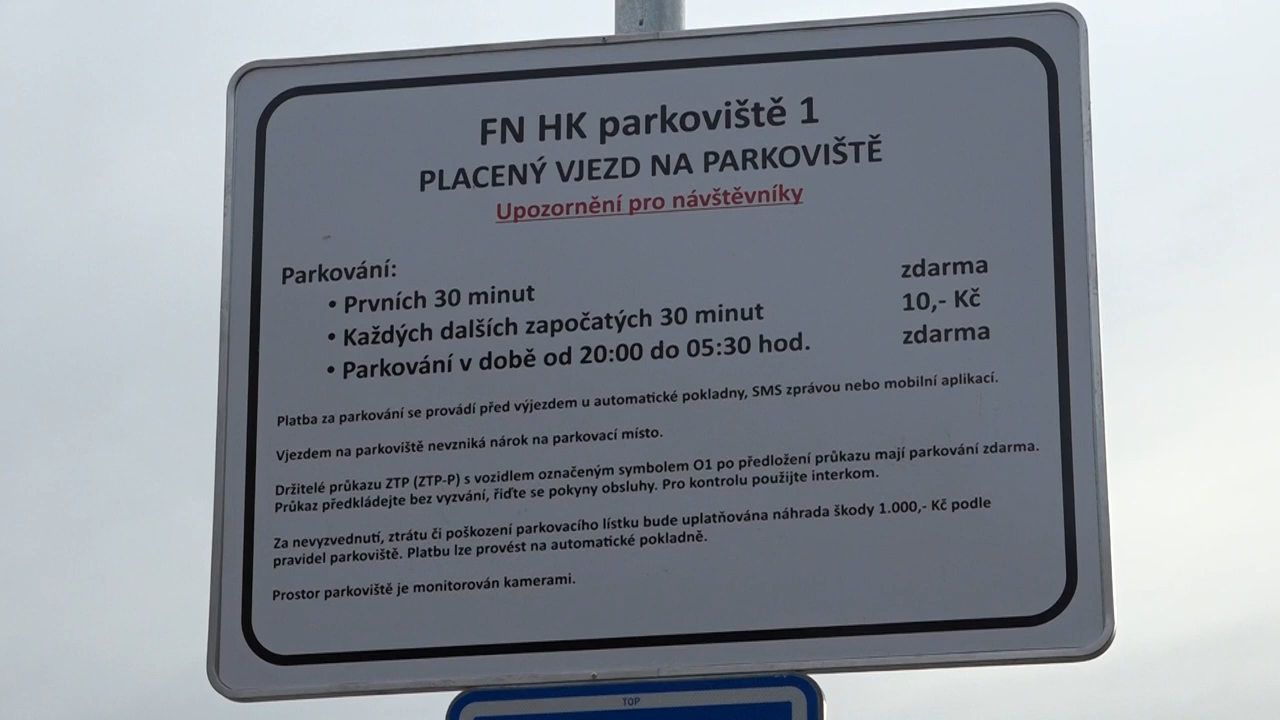 FN HK parkoviště 1
PLACENÝ VJEZD NA PARKOVIŠTĚ
Upozornění pro návštěvníky
Parkování:
• Prvních 30 minut zdarma
• Každých dalších započatých 30 minut 10,- Kč
• Parkování v době od 20:00 do 05:30 hod. zdarma
Platba za parkování se provádí před výjezdem u automatické pokladny, SMS zprávou nebo mobilní aplikací.
Vjezdem na parkoviště nevzniká nárok na parkovací místo.
Držitelé průkazu ZTP (ZTP-P) s vozidlem označeným symbolem O1 po předložení průkazu mají parkování zdarma.
Průkaz předkládejte bez vyzvání, řiďte se pokyny obsluhy. Pro kontrolu použijte interkom.
Za nevyzvednutí, ztrátu či poškození parkovacího lístku bude uplatňována náhrada škody 1.000,- Kč podle
pravidel parkoviště. Platbu lze provést na automatické pokladně.
Prostor parkoviště je monitorován kamerami.
TOP